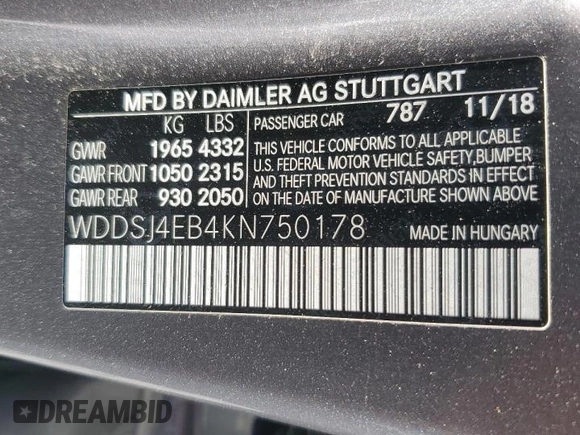 MFD BY DAIMLER AG STUTTGART
KG LBS PASSENGER CAR 787 11/18
GVWR 1965 4332 THIS VEHICLE CONFORMS TO ALL APPLICABLE
GAWR FRONT 1050 2315 U.S. FEDERAL MOTOR VEHICLE SAFETY, BUMPER
GAWR REAR 930 2050 AND THEFT PREVENTION STANDARDS IN EFFECT
ON THE DATE OF MANUFACTURE SHOWN ABOVE.
WDDSJ4EB4KN750178 MADE IN HUNGARY
DREAMBID